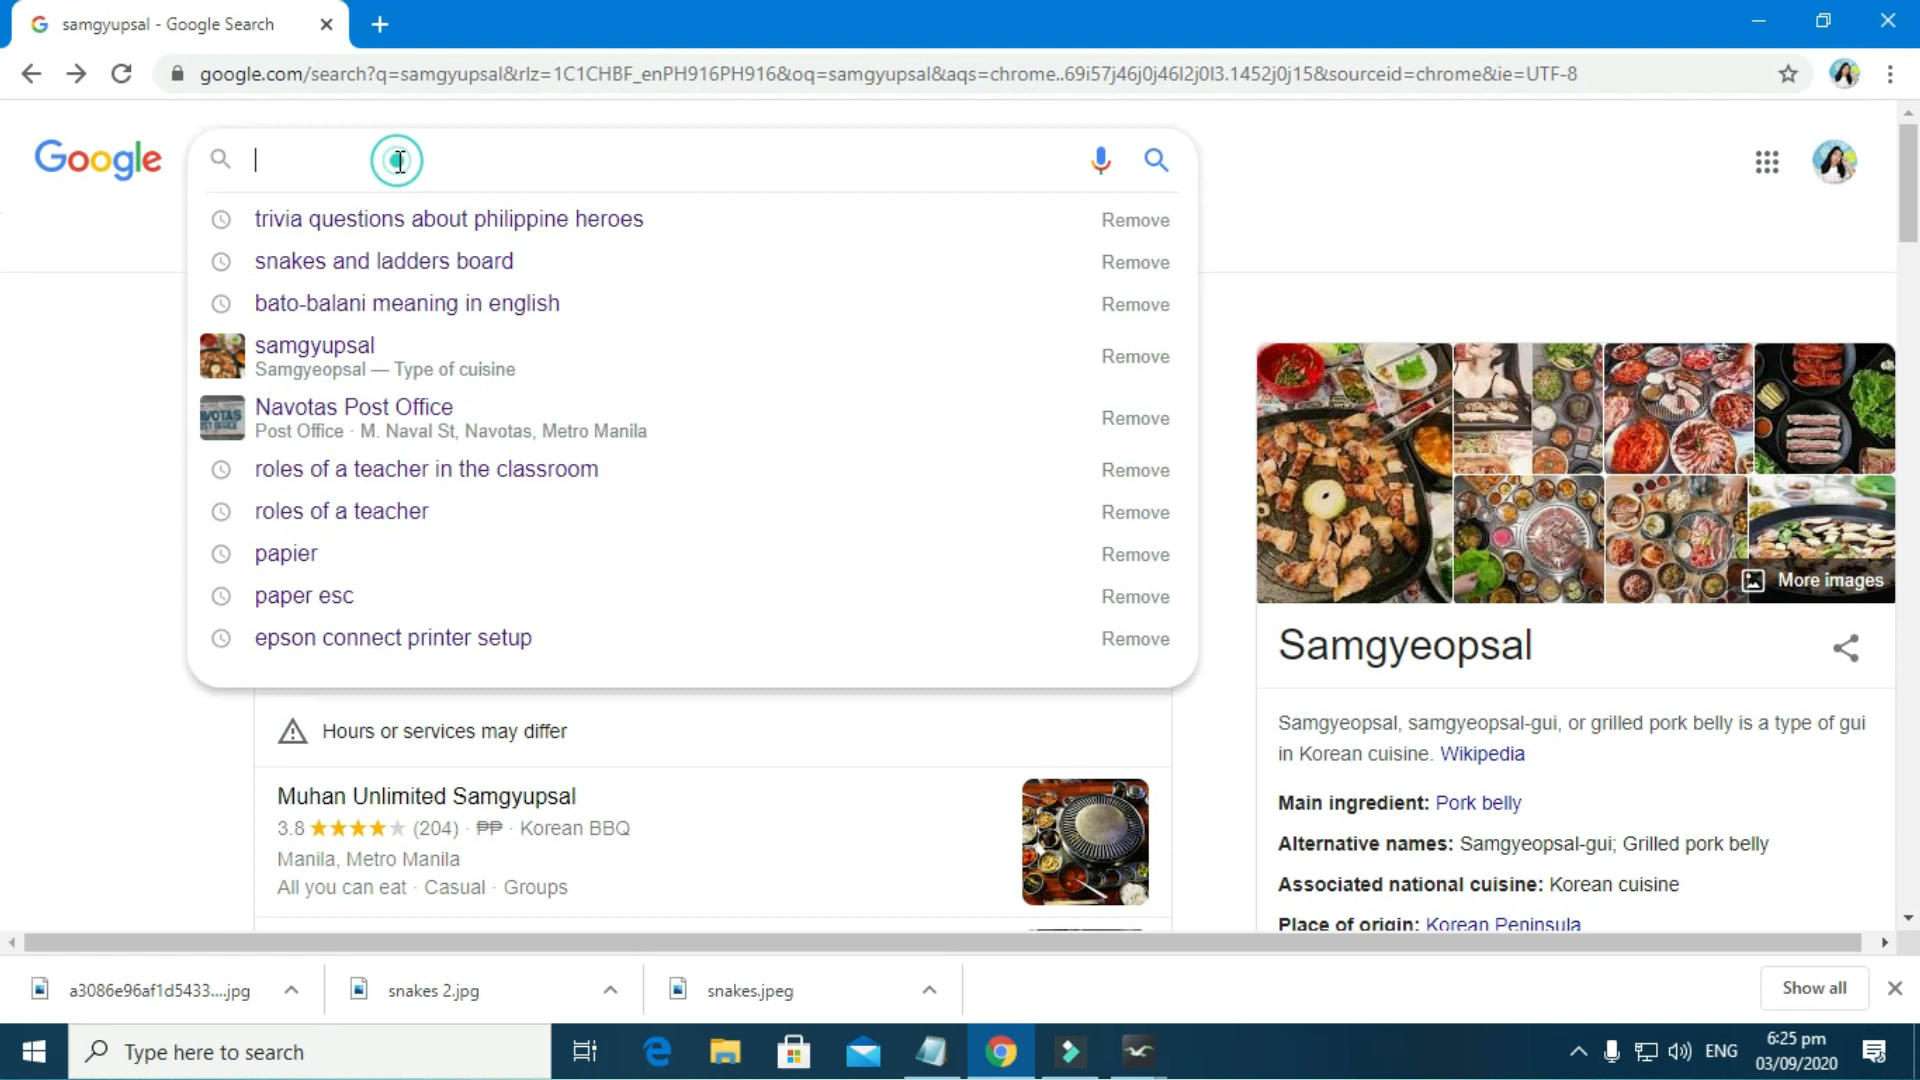 samgyupsal - Google Search
google.com/search?q=samgyupsal&rlz=1C1CHBF_enPH916PH916&oq=samgyupsal&aqs=chrome..69i57j46j0j46l2j0l3.1452j0j15&sourceid=chrome&ie=UTF-8
Google
trivia questions about philippine heroes Remove
snakes and ladders board Remove
bato-balani meaning in english Remove
samgyupsal
Samgyeopsal — Type of cuisine Remove
Navotas Post Office
Post Office · M. Naval St, Navotas, Metro Manila Remove
roles of a teacher in the classroom Remove
roles of a teacher Remove
papier Remove
paper esc Remove
epson connect printer setup Remove
Hours or services may differ
Muhan Unlimited Samgyupsal
3.8 (204) · ₱₱ · Korean BBQ
Manila, Metro Manila
All you can eat · Casual · Groups
More images
Samgyeopsal
Samgyeopsal, samgyeopsal-gui, or grilled pork belly is a type of gui
in Korean cuisine. Wikipedia
Main ingredient: Pork belly
Alternative names: Samgyeopsal-gui; Grilled pork belly
Associated national cuisine: Korean cuisine
Place of origin: Korean Peninsula
a3086e96af1d5433....jpg
snakes 2.jpg
snakes.jpeg
Show all
Type here to search
ENG
6:25 pm
03/09/2020